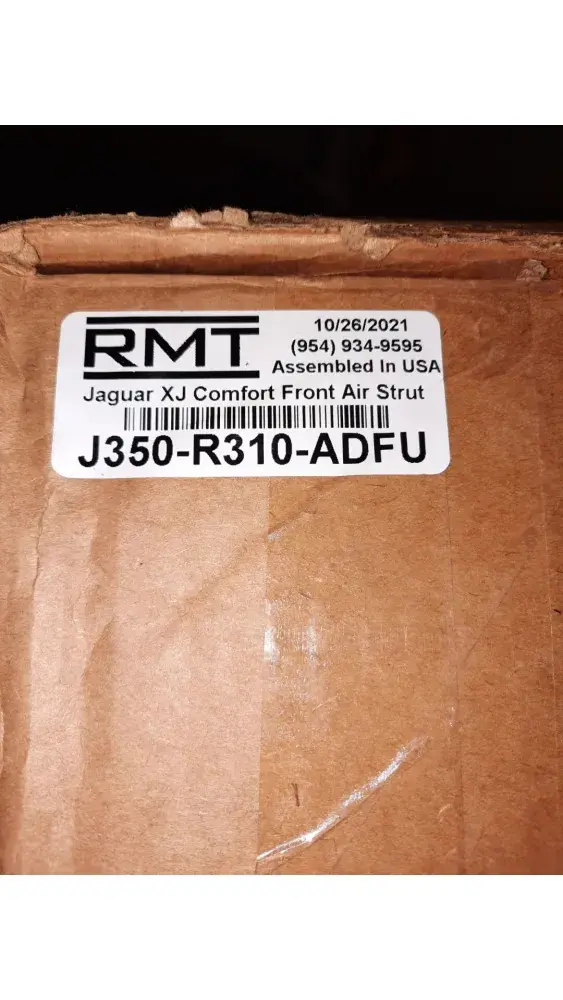 RMT
10/26/2021
(954) 934-9595
Assembled In USA
Jaguar XJ Comfort Front Air Strut
J350-R310-ADFU